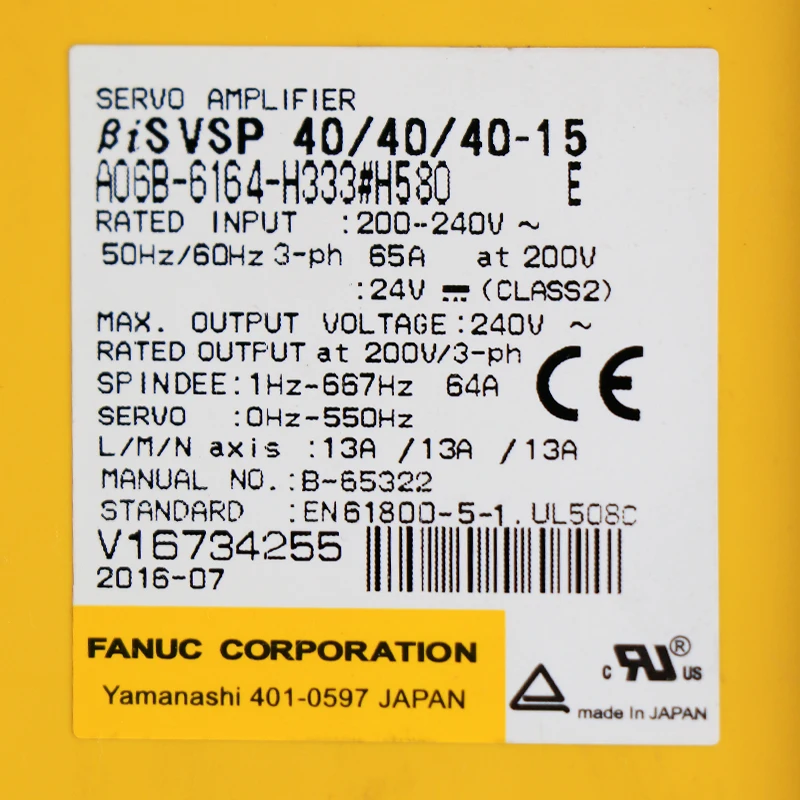 SERVO AMPLIFIER
βiSVSP 40/40/40-15
A06B-6164-H333#H580 E
RATED INPUT :200-240V ~
50Hz/60Hz 3-ph 65A at 200V
:24V ⎓ (CLASS2)
MAX. OUTPUT VOLTAGE:240V ~
RATED OUTPUT at 200V/3-ph
SPINDEE:1Hz-667Hz 64A
CE
SERVO :0Hz-550Hz
L/M/N axis :13A /13A /13A
MANUAL NO.:B-65322
STANDARD :EN61800-5-1.UL508C
V16734255
2016-07
FANUC CORPORATION
Yamanashi 401-0597 JAPAN
c RU® US
made In JAPAN